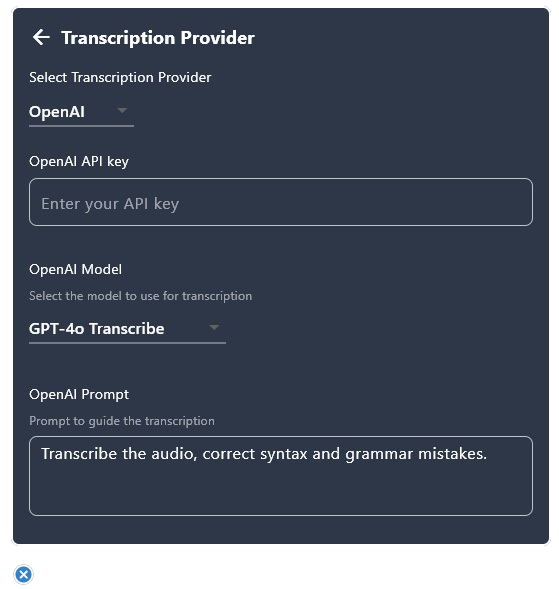 Transcription Provider
Select Transcription Provider
OpenAI
OpenAI API key
Enter your API key
OpenAI Model
Select the model to use for transcription
GPT-4o Transcribe
OpenAI Prompt
Prompt to guide the transcription
Transcribe the audio, correct syntax and grammar mistakes.